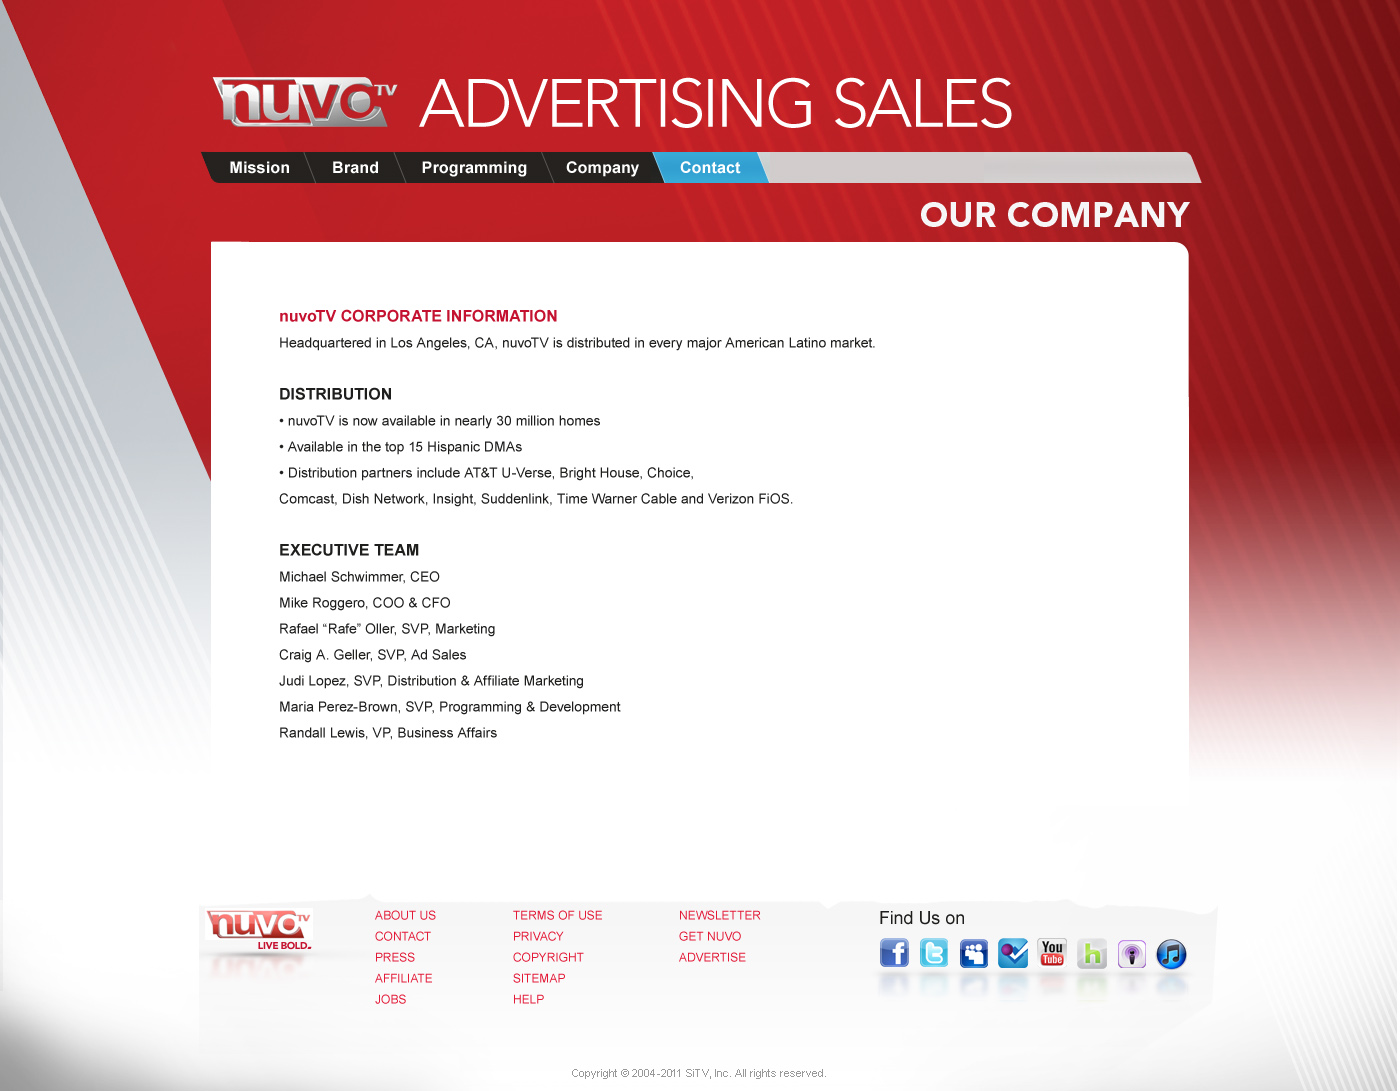 nuvo TV ADVERTISING SALES
Mission Brand Programming Company Contact
OUR COMPANY
nuvoTV CORPORATE INFORMATION
Headquartered in Los Angeles, CA, nuvoTV is distributed in every major American Latino market.
DISTRIBUTION
• nuvoTV is now available in nearly 30 million homes
• Available in the top 15 Hispanic DMAs
• Distribution partners include AT&T U-Verse, Bright House, Choice,
Comcast, Dish Network, Insight, Suddenlink, Time Warner Cable and Verizon FiOS.
EXECUTIVE TEAM
Michael Schwimmer, CEO
Mike Roggero, COO & CFO
Rafael “Rafe” Oller, SVP, Marketing
Craig A. Geller, SVP, Ad Sales
Judi Lopez, SVP, Distribution & Affiliate Marketing
Maria Perez-Brown, SVP, Programming & Development
Randall Lewis, VP, Business Affairs
nuvo TV
LIVE BOLD.
ABOUT US
CONTACT
PRESS
AFFILIATE
JOBS
TERMS OF USE
PRIVACY
COPYRIGHT
SITEMAP
HELP
NEWSLETTER
GET NUVO
ADVERTISE
Find Us on
f t You Tube h
Copyright © 2004-2011 SiTV, Inc. All rights reserved.